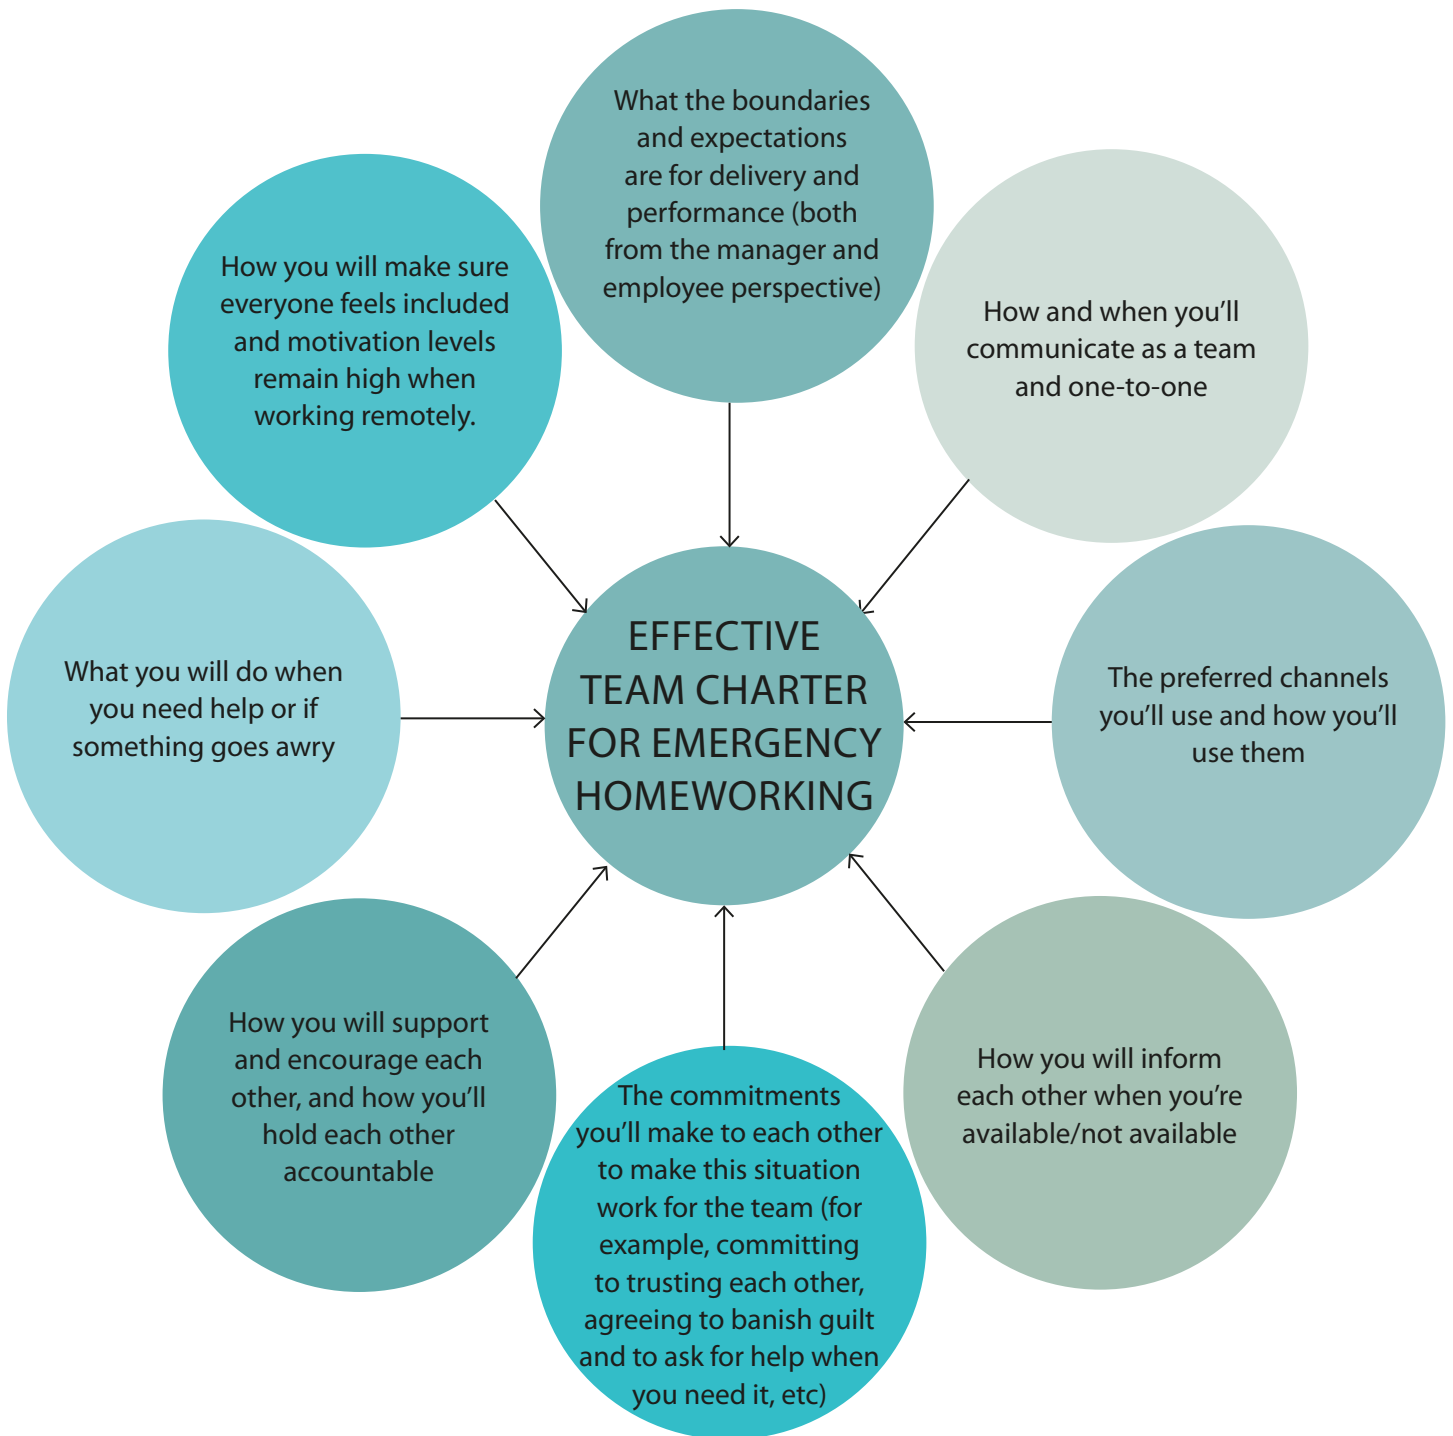 What the boundaries
and expectations
are for delivery and
performance (both
from the manager and
employee perspective)
How and when you’ll
communicate as a team
and one-to-one
The preferred channels
you’ll use and how you’ll
use them
How you will inform
each other when you’re
available/not available
The commitments
you’ll make to each other
to make this situation
work for the team (for
example, committing
to trusting each other,
agreeing to banish guilt
and to ask for help when
you need it, etc)
How you will support
and encourage each
other, and how you’ll
hold each other
accountable
What you will do when
you need help or if
something goes awry
How you will make sure
everyone feels included
and motivation levels
remain high when
working remotely.
EFFECTIVE
TEAM CHARTER
FOR EMERGENCY
HOMEWORKING